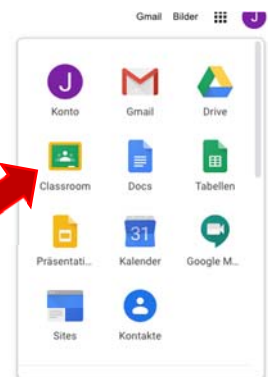 Gmail Bilder J
J
Konto Gmail Drive
Classroom Docs Tabellen
31
Präsentati... Kalender Google M...
Sites Kontakte